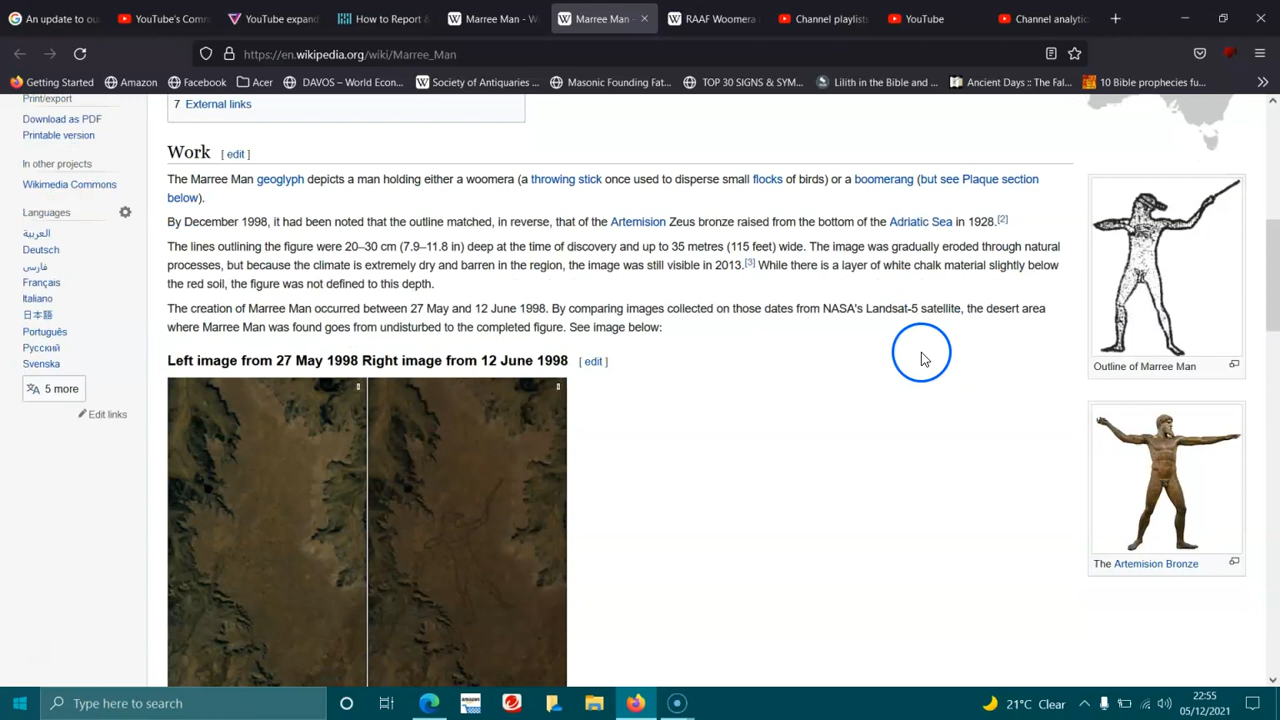 An update to ou
YouTube's Comm
YouTube expand
How to Report &
Marree Man - W
Marree Man -
RAAF Woomera
Channel playlists
YouTube
Channel analytic
https://en.wikipedia.org/wiki/Marree_Man
Getting Started
Amazon
Facebook
Acer
DAVOS – World Econ...
Society of Antiquaries ...
Masonic Founding Fat...
TOP 30 SIGNS & SYM...
Lilith in the Bible and ...
Ancient Days :: The Fal...
10 Bible prophecies fu...
Print/export
Download as PDF
Printable version
In other projects
Wikimedia Commons
Languages
العربية
Deutsch
فارسی
Français
Italiano
日本語
Português
Русский
Svenska
5 more
Edit links
7 External links
Work [ edit ]
The Marree Man geoglyph depicts a man holding either a woomera (a throwing stick once used to disperse small flocks of birds) or a boomerang (but see Plaque section
below).
By December 1998, it had been noted that the outline matched, in reverse, that of the Artemision Zeus bronze raised from the bottom of the Adriatic Sea in 1928.[2]
The lines outlining the figure were 20–30 cm (7.9–11.8 in) deep at the time of discovery and up to 35 metres (115 feet) wide. The image was gradually eroded through natural
processes, but because the climate is extremely dry and barren in the region, the image was still visible in 2013.[3] While there is a layer of white chalk material slightly below
the red soil, the figure was not defined to this depth.
The creation of Marree Man occurred between 27 May and 12 June 1998. By comparing images collected on those dates from NASA's Landsat-5 satellite, the desert area
where Marree Man was found goes from undisturbed to the completed figure. See image below:
Left image from 27 May 1998 Right image from 12 June 1998 [ edit ]
Outline of Marree Man
The Artemision Bronze
Type here to search
21°C Clear
22:55
05/12/2021